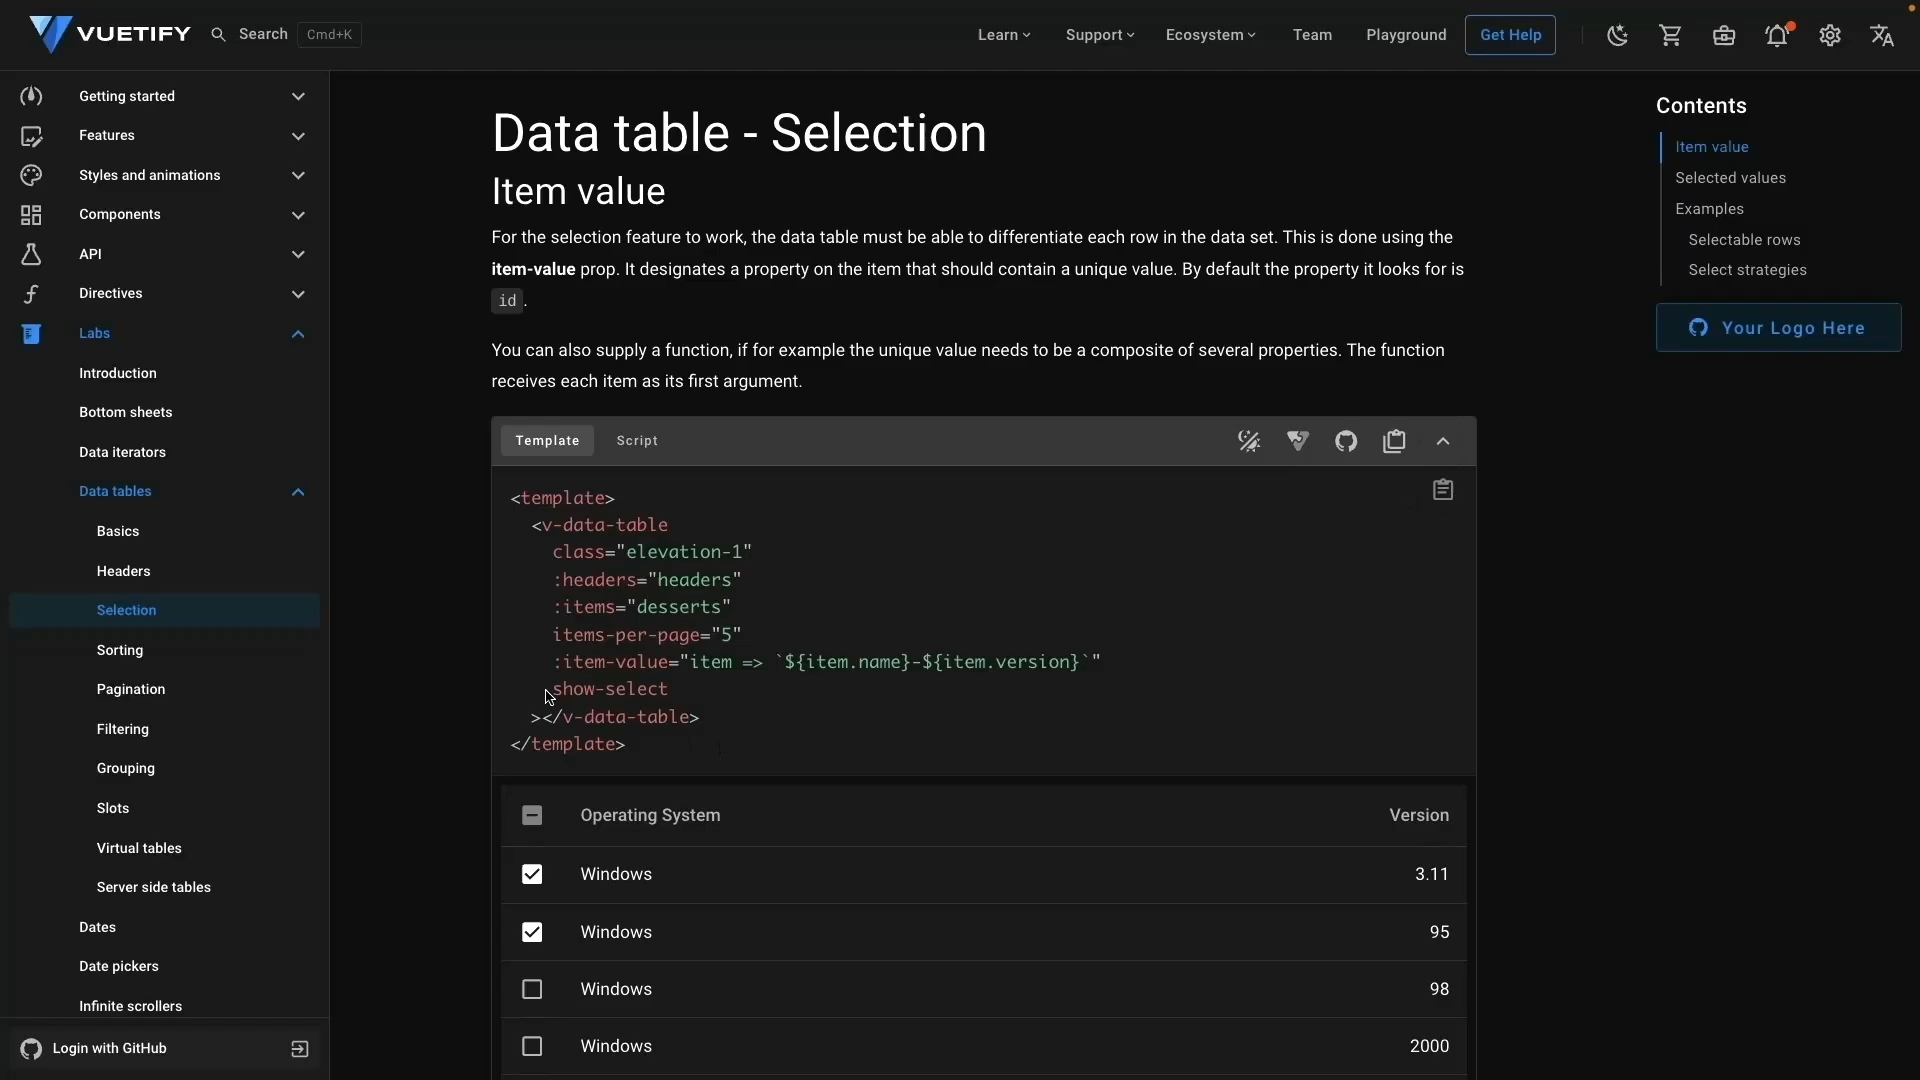 VUETIFY
Search Cmd+K
Learn
Support
Ecosystem
Team
Playground
Get Help
Getting started
Features
Styles and animations
Components
API
Directives
Labs
Introduction
Bottom sheets
Data iterators
Data tables
Basics
Headers
Selection
Sorting
Pagination
Filtering
Grouping
Slots
Virtual tables
Server side tables
Dates
Date pickers
Infinite scrollers
Login with GitHub
Data table - Selection
Item value
For the selection feature to work, the data table must be able to differentiate each row in the data set. This is done using the
item-value prop. It designates a property on the item that should contain a unique value. By default the property it looks for is
id.
You can also supply a function, if for example the unique value needs to be a composite of several properties. The function
receives each item as its first argument.
Template Script
<template>
<v-data-table
class="elevation-1"
:headers="headers"
:items="desserts"
items-per-page="5"
:item-value="item => `${item.name}-${item.version}`"
show-select
></v-data-table>
</template>
Operating System Version
Windows 3.11
Windows 95
Windows 98
Windows 2000
Contents
Item value
Selected values
Examples
Selectable rows
Select strategies
Your Logo Here